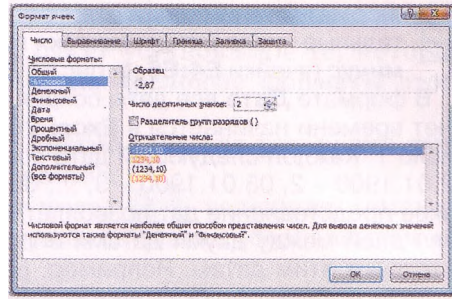 Формат ячеек
Число Выравнивание Шрифт Граница Заливка Защита
Числовые форматы:
Общий
Числовой
Денежный
Финансовый
Дата
Время
Процентный
Дробный
Экспоненциальный
Текстовый
Дополнительный
(все форматы)
Образец
-2,87
Число десятичных знаков: 2
Разделитель групп разрядов ( )
Отрицательные числа:
-1234,10
1234,10
(1234,10)
(1234,10)
Числовой формат является наиболее общим способом представления чисел. Для вывода денежных значений
используются также форматы "Денежный" и "Финансовый".
ОК Отмена